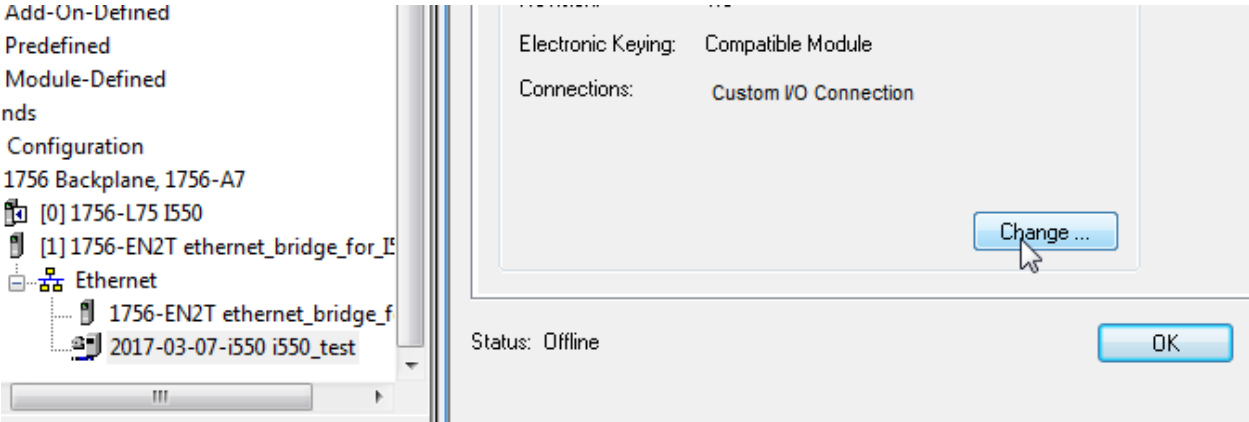 Add-On-Defined
Predefined
Module-Defined
nds
Configuration
1756 Backplane, 1756-A7
[0] 1756-L75 I550
[1] 1756-EN2T ethernet_bridge_for_I5
Ethernet
1756-EN2T ethernet_bridge_f
2017-03-07-i550 i550_test
Electronic Keying: Compatible Module
Connections: Custom I/O Connection
Change ...
Status: Offline
OK